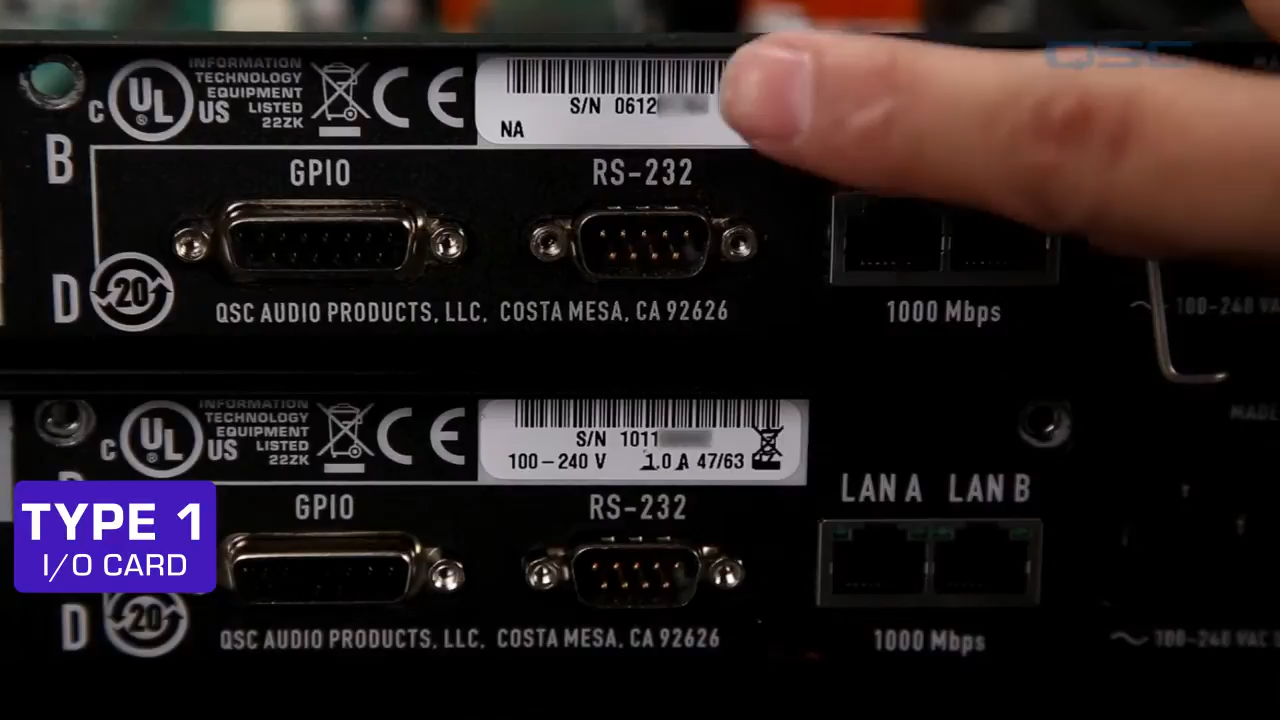 QSC
INFORMATION
TECHNOLOGY
EQUIPMENT
LISTED
22ZK
C UL US
CE
S/N 0612
NA
B
GPIO
RS-232
D
20
QSC AUDIO PRODUCTS, LLC. COSTA MESA, CA 92626
1000 Mbps
100-240 VA
INFORMATION
TECHNOLOGY
EQUIPMENT
LISTED
22ZK
C UL US
CE
S/N 1011
100-240 V 1.0 A 47/63
MADE
GPIO
RS-232
LAN A LAN B
TYPE 1
I/O CARD
D
20
QSC AUDIO PRODUCTS, LLC. COSTA MESA, CA 92626
1000 Mbps
100-240 VAC